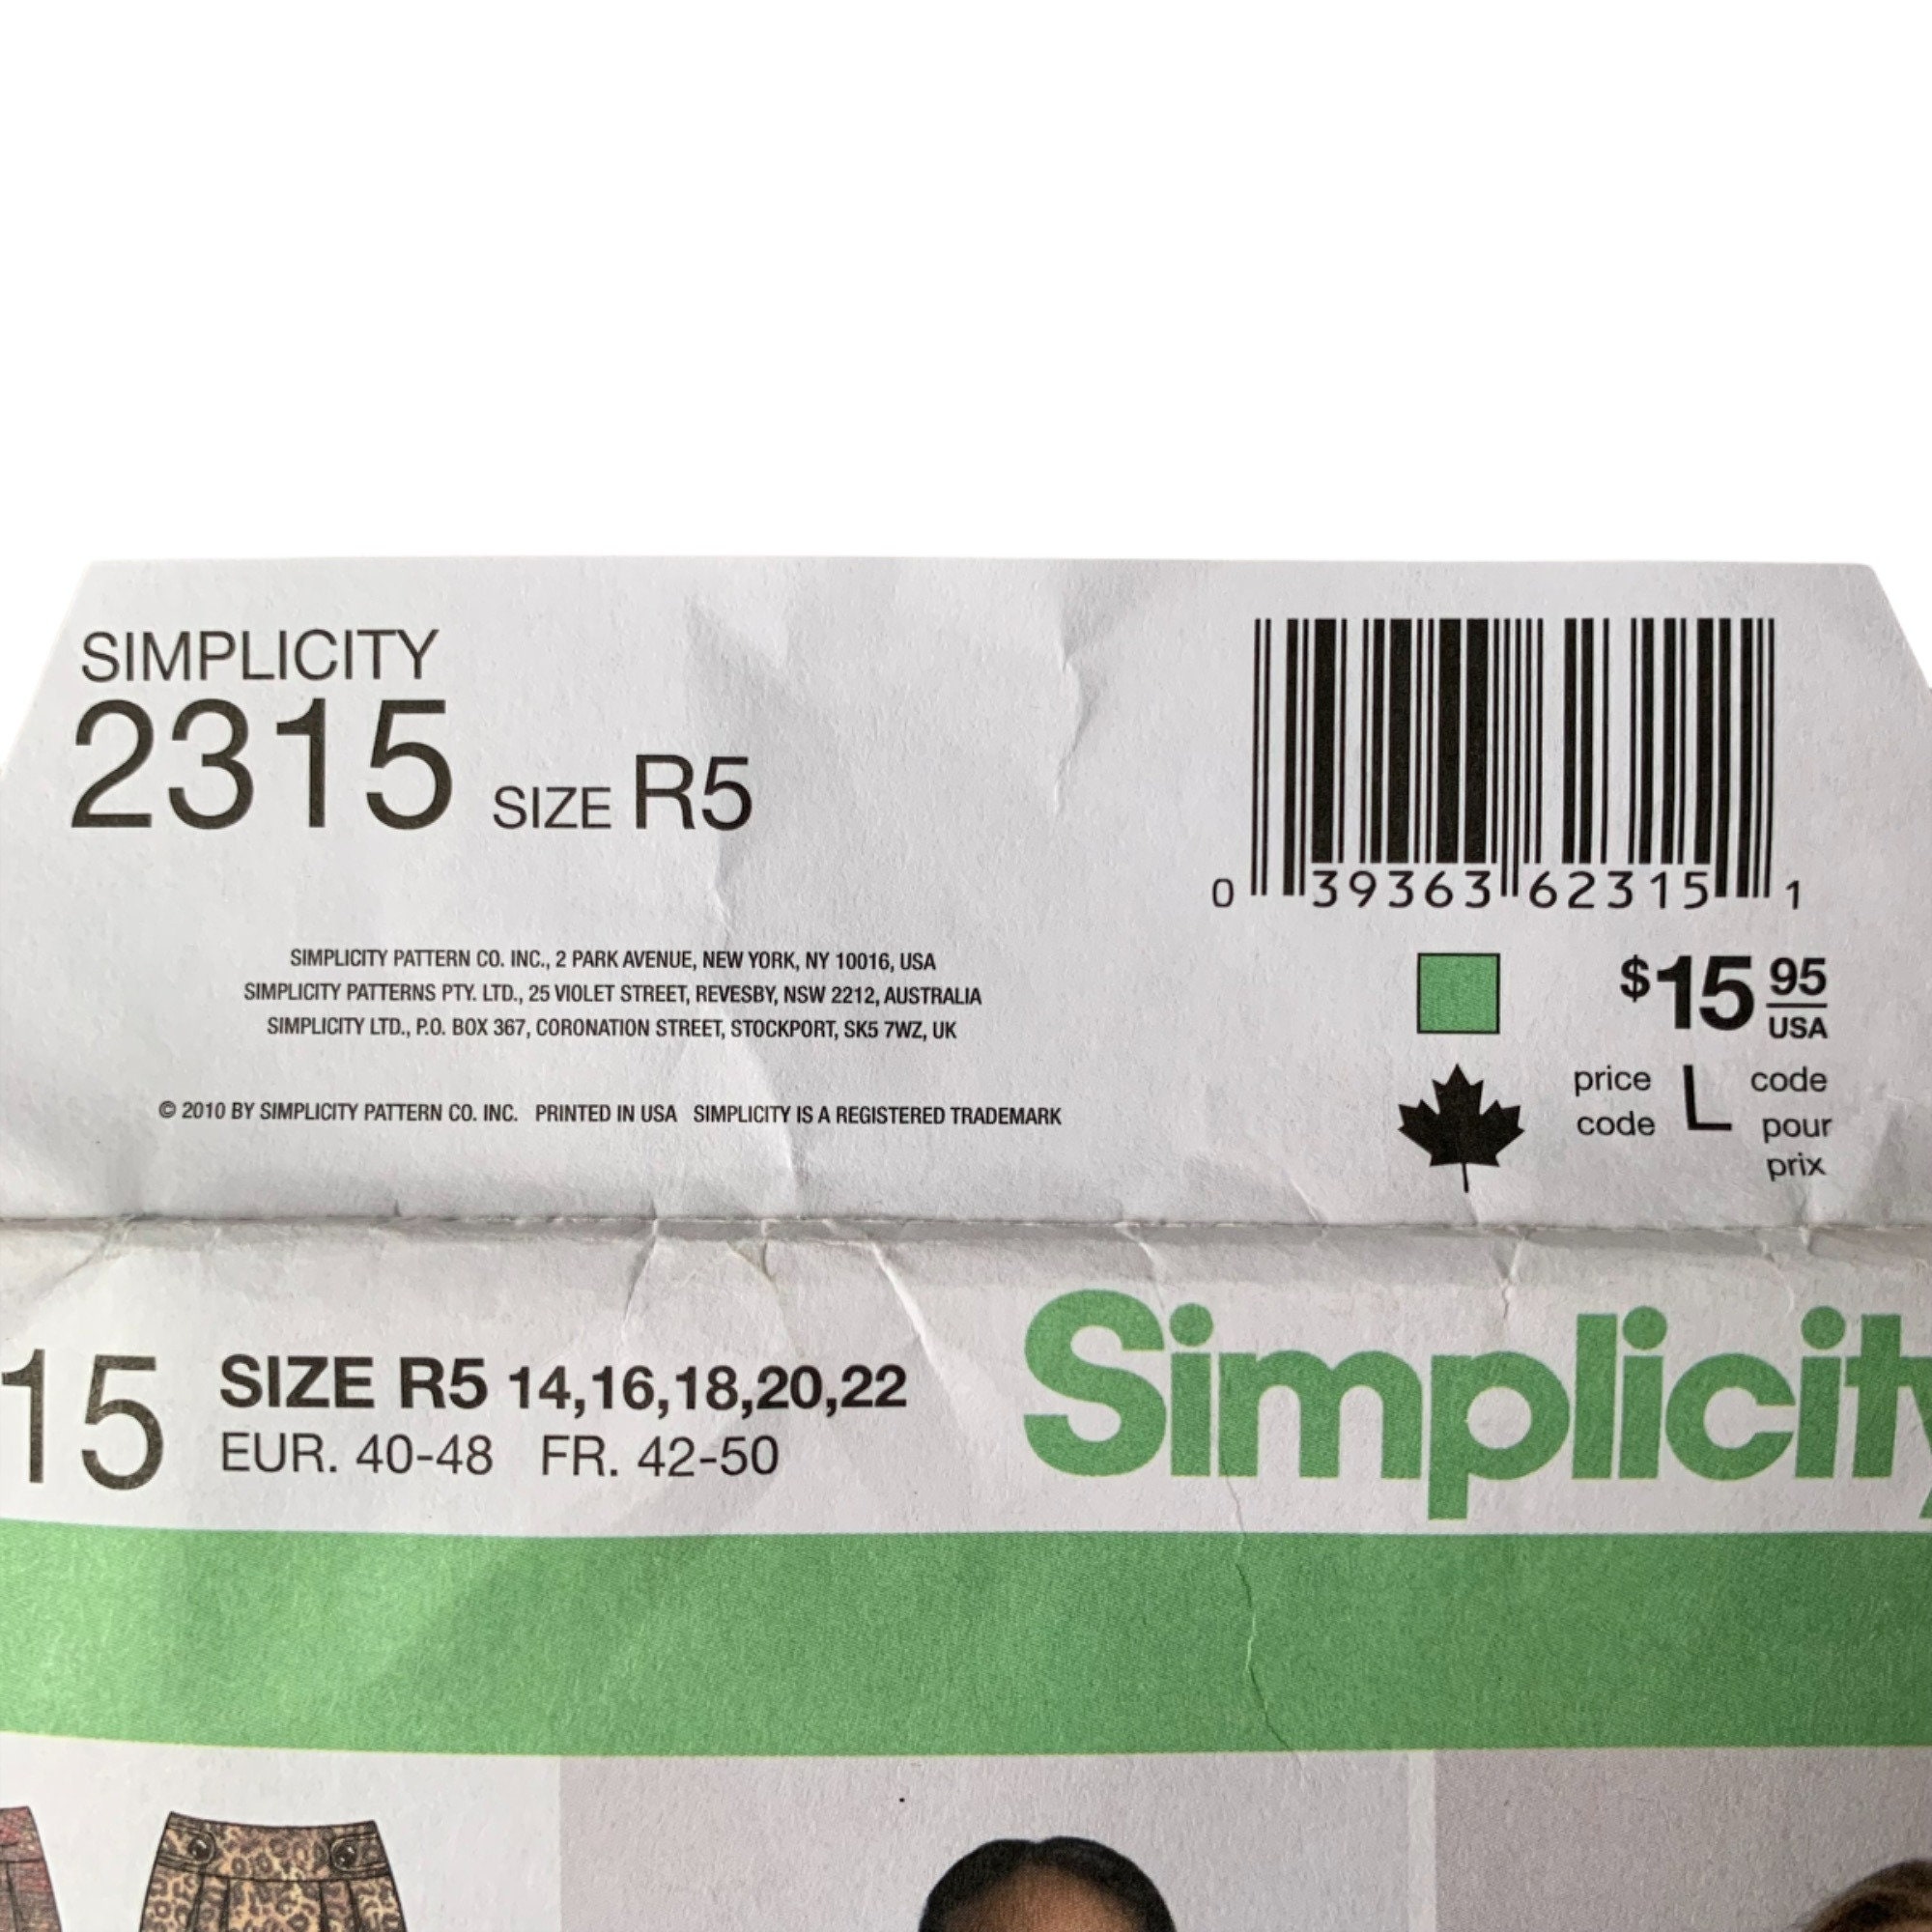 SIMPLICITY
2315 SIZE R5
0 39363 62315 1
SIMPLICITY PATTERN CO. INC., 2 PARK AVENUE, NEW YORK, NY 10016, USA
SIMPLICITY PATTERNS PTY. LTD., 25 VIOLET STREET, REVESBY, NSW 2212, AUSTRALIA
SIMPLICITY LTD., P.O. BOX 367, CORONATION STREET, STOCKPORT, SK5 7WZ, UK
$15 95
USA
price code L code pour prix
© 2010 BY SIMPLICITY PATTERN CO. INC. PRINTED IN USA SIMPLICITY IS A REGISTERED TRADEMARK
15 SIZE R5 14,16,18,20,22
EUR. 40-48 FR. 42-50
Simplicity